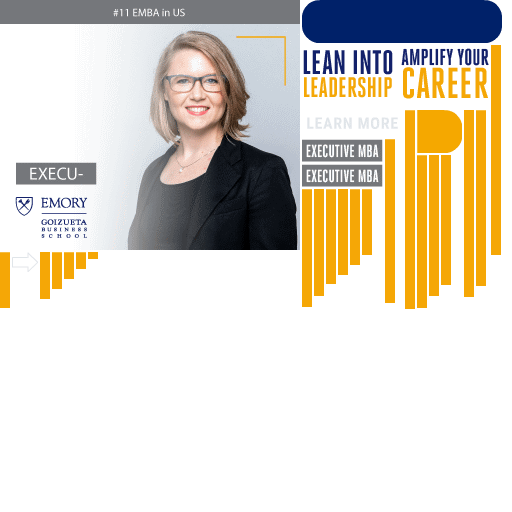 #11 EMBA in US
EXECU-
EMORY
GOIZUETA
BUSINESS
SCHOOL
LEAN INTO
LEADERSHIP
AMPLIFY YOUR
CAREER
LEARN MORE
EXECUTIVE MBA
EXECUTIVE MBA